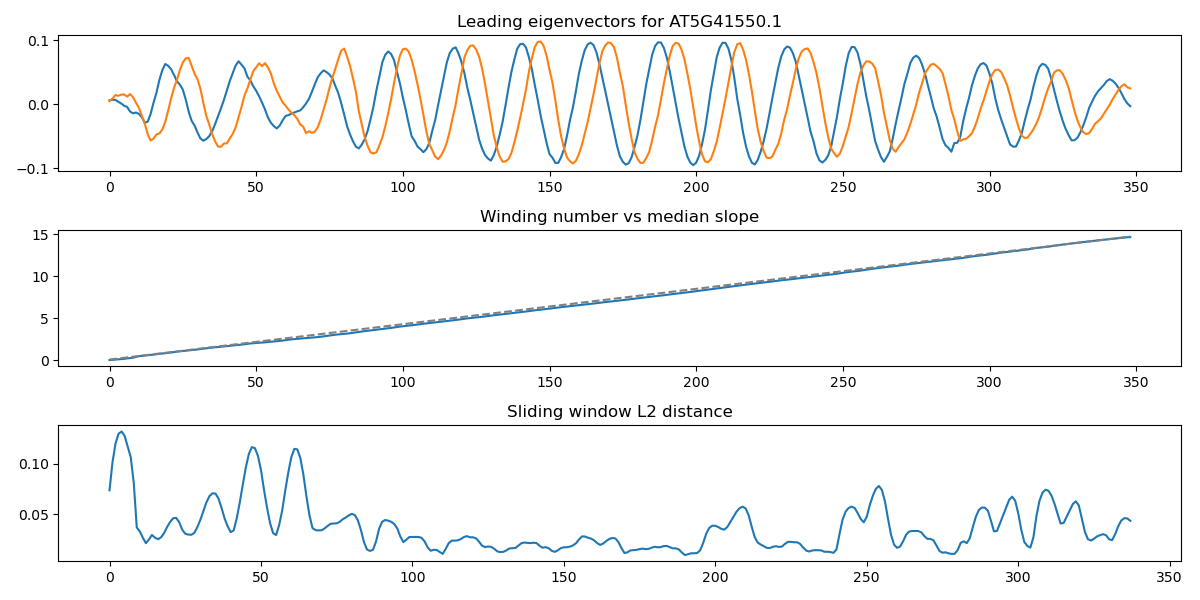 Leading eigenvectors for AT5G41550.1
0.1
0.0
−0.1
0 50 100 150 200 250 300 350
Winding number vs median slope
15
10
5
0
0 50 100 150 200 250 300 350
Sliding window L2 distance
0.10
0.05
0 50 100 150 200 250 300 350